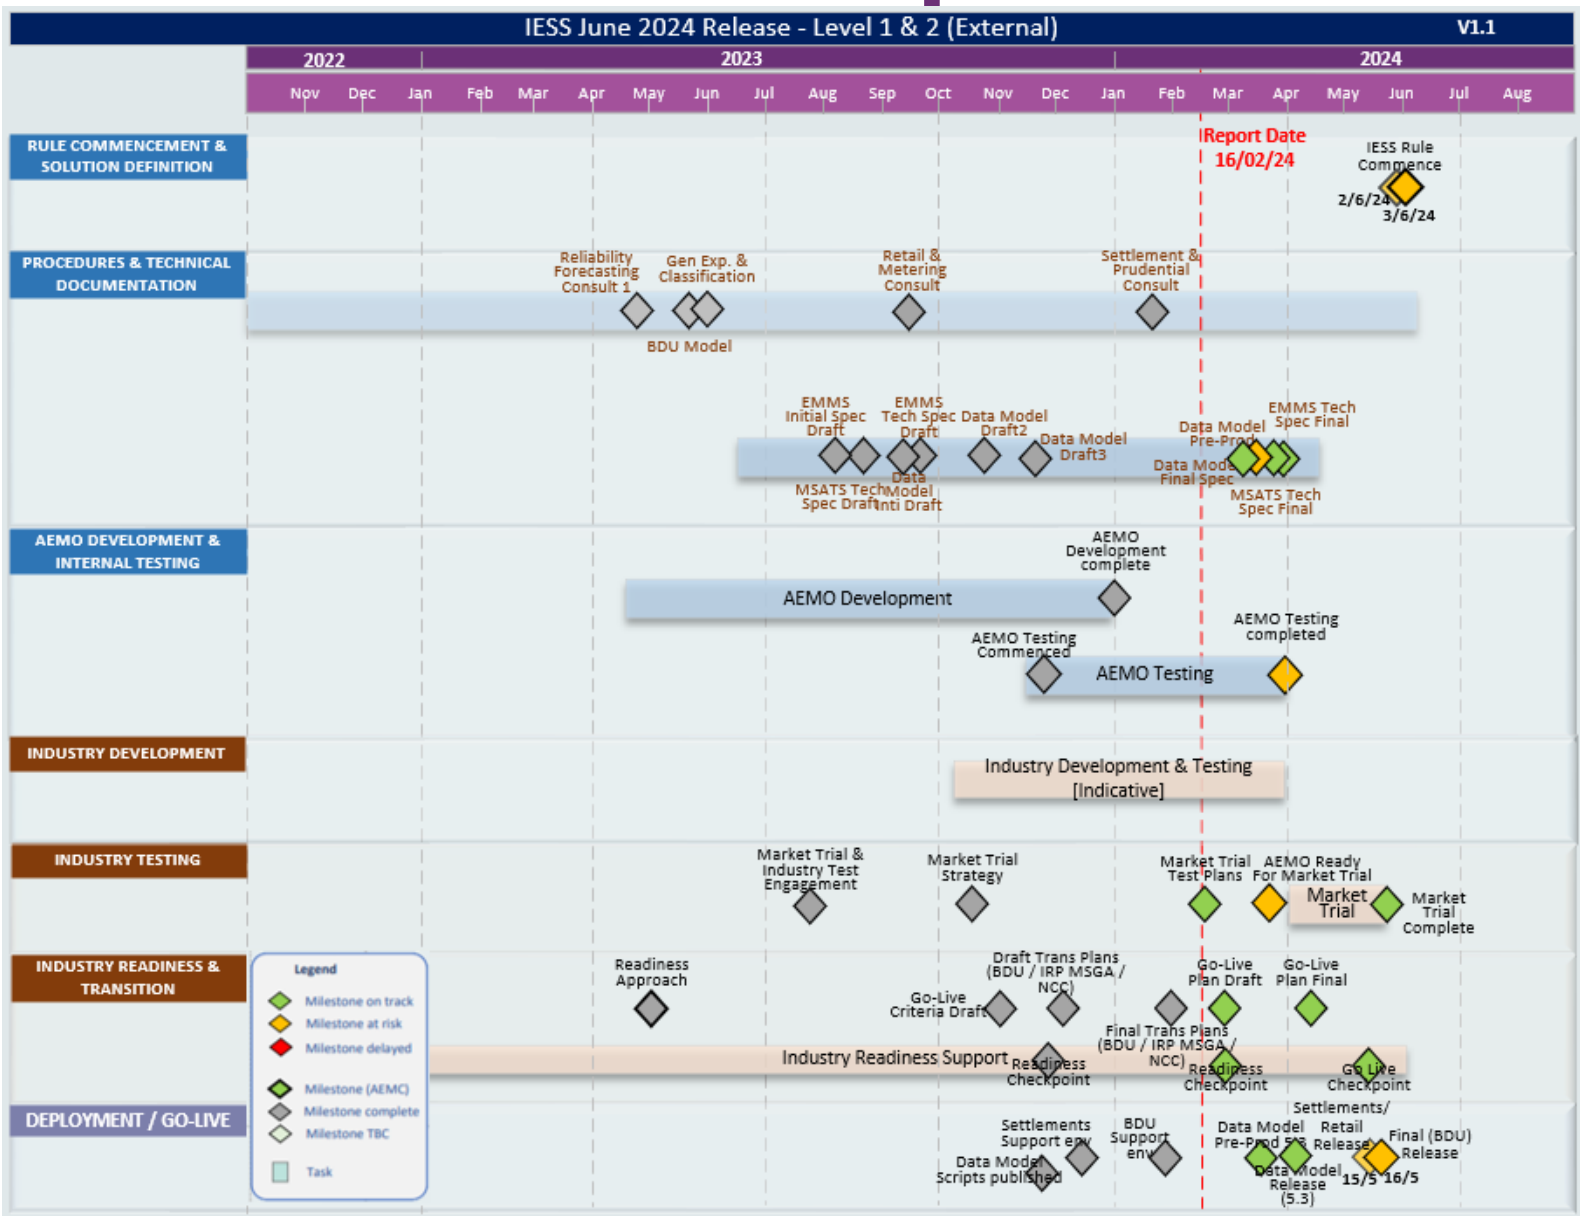 IESS June 2024 Release - Level 1 & 2 (External)
V1.1
2022
2023
2024
Nov Dec Jan Feb Mar Apr May Jun Jul Aug Sep Oct Nov Dec Jan Feb Mar Apr May Jun Jul Aug
Report Date
16/02/24
RULE COMMENCEMENT &
SOLUTION DEFINITION
IESS Rule
Commence
2/6/24
3/6/24
PROCEDURES & TECHNICAL
DOCUMENTATION
Reliability
Forecasting
Consult 1
Gen Exp. &
Classification
BDU Model
Retail &
Metering
Consult
Settlement &
Prudential
Consult
EMMS
Initial Spec
Draft
MSATS Tech
Spec Draft
EMMS
Tech Spec
Draft
Data
Model
Inti Draft
Data Model
Draft2
Data Model
Draft3
Data Model
Pre-Prod
Data Model
Final Spec
EMMS Tech
Spec Final
MSATS Tech
Spec Final
AEMO DEVELOPMENT &
INTERNAL TESTING
AEMO
Development
complete
AEMO Development
AEMO Testing
Commenced
AEMO Testing
AEMO Testing
completed
INDUSTRY DEVELOPMENT
Industry Development & Testing
[Indicative]
INDUSTRY TESTING
Market Trial &
Industry Test
Engagement
Market Trial
Strategy
Market Trial
Test Plans
AEMO Ready
For Market Trial
Market
Trial
Market
Trial
Complete
INDUSTRY READINESS &
TRANSITION
Readiness
Approach
Go-Live
Criteria Draft
Draft Trans Plans
(BDU / IRP MSGA /
NCC)
Final Trans Plans
(BDU / IRP MSGA /
NCC)
Go-Live
Plan Draft
Go-Live
Plan Final
Industry Readiness Support
Readiness
Checkpoint
Readiness
Checkpoint
Go Live
Checkpoint
DEPLOYMENT / GO-LIVE
Data Model
Scripts published
Settlements
Support env
BDU
Support
env
Data Model
Pre-Prod 5.3
Data Model
Release
(5.3)
Settlements/
Retail
Release
15/5
16/5
Final (BDU)
Release
Legend
Milestone on track
Milestone at risk
Milestone delayed
Milestone (AEMC)
Milestone complete
Milestone TBC
Task